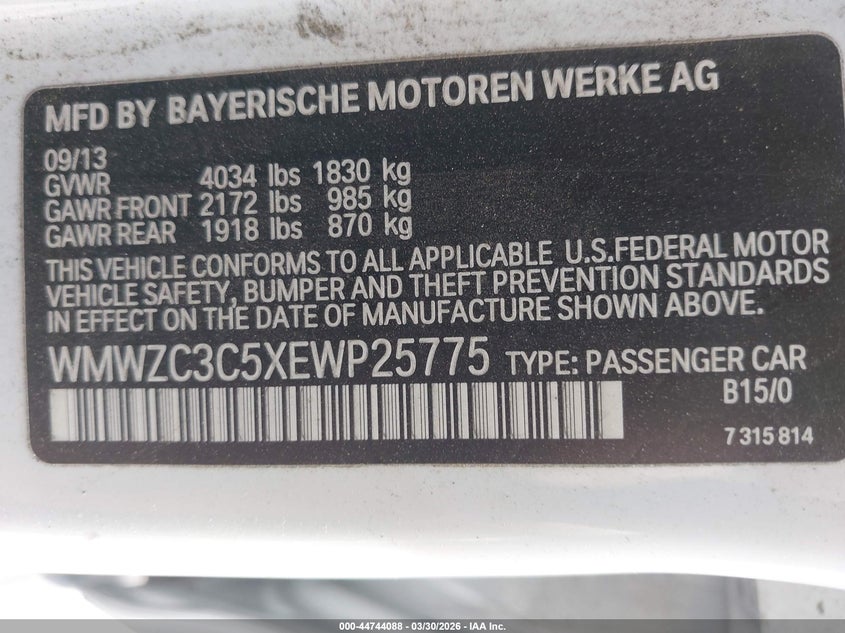 MFD BY BAYERISCHE MOTOREN WERKE AG
09/13
GVWR 4034 lbs 1830 kg
GAWR FRONT 2172 lbs 985 kg
GAWR REAR 1918 lbs 870 kg
THIS VEHICLE CONFORMS TO ALL APPLICABLE U.S.FEDERAL MOTOR
VEHICLE SAFETY, BUMPER AND THEFT PREVENTION STANDARDS
IN EFFECT ON THE DATE OF MANUFACTURE SHOWN ABOVE.
WMWZC3C5XEWP25775 TYPE: PASSENGER CAR
B15/0
7 315 814
000-44744088 — 03/30/2026 — IAA Inc.